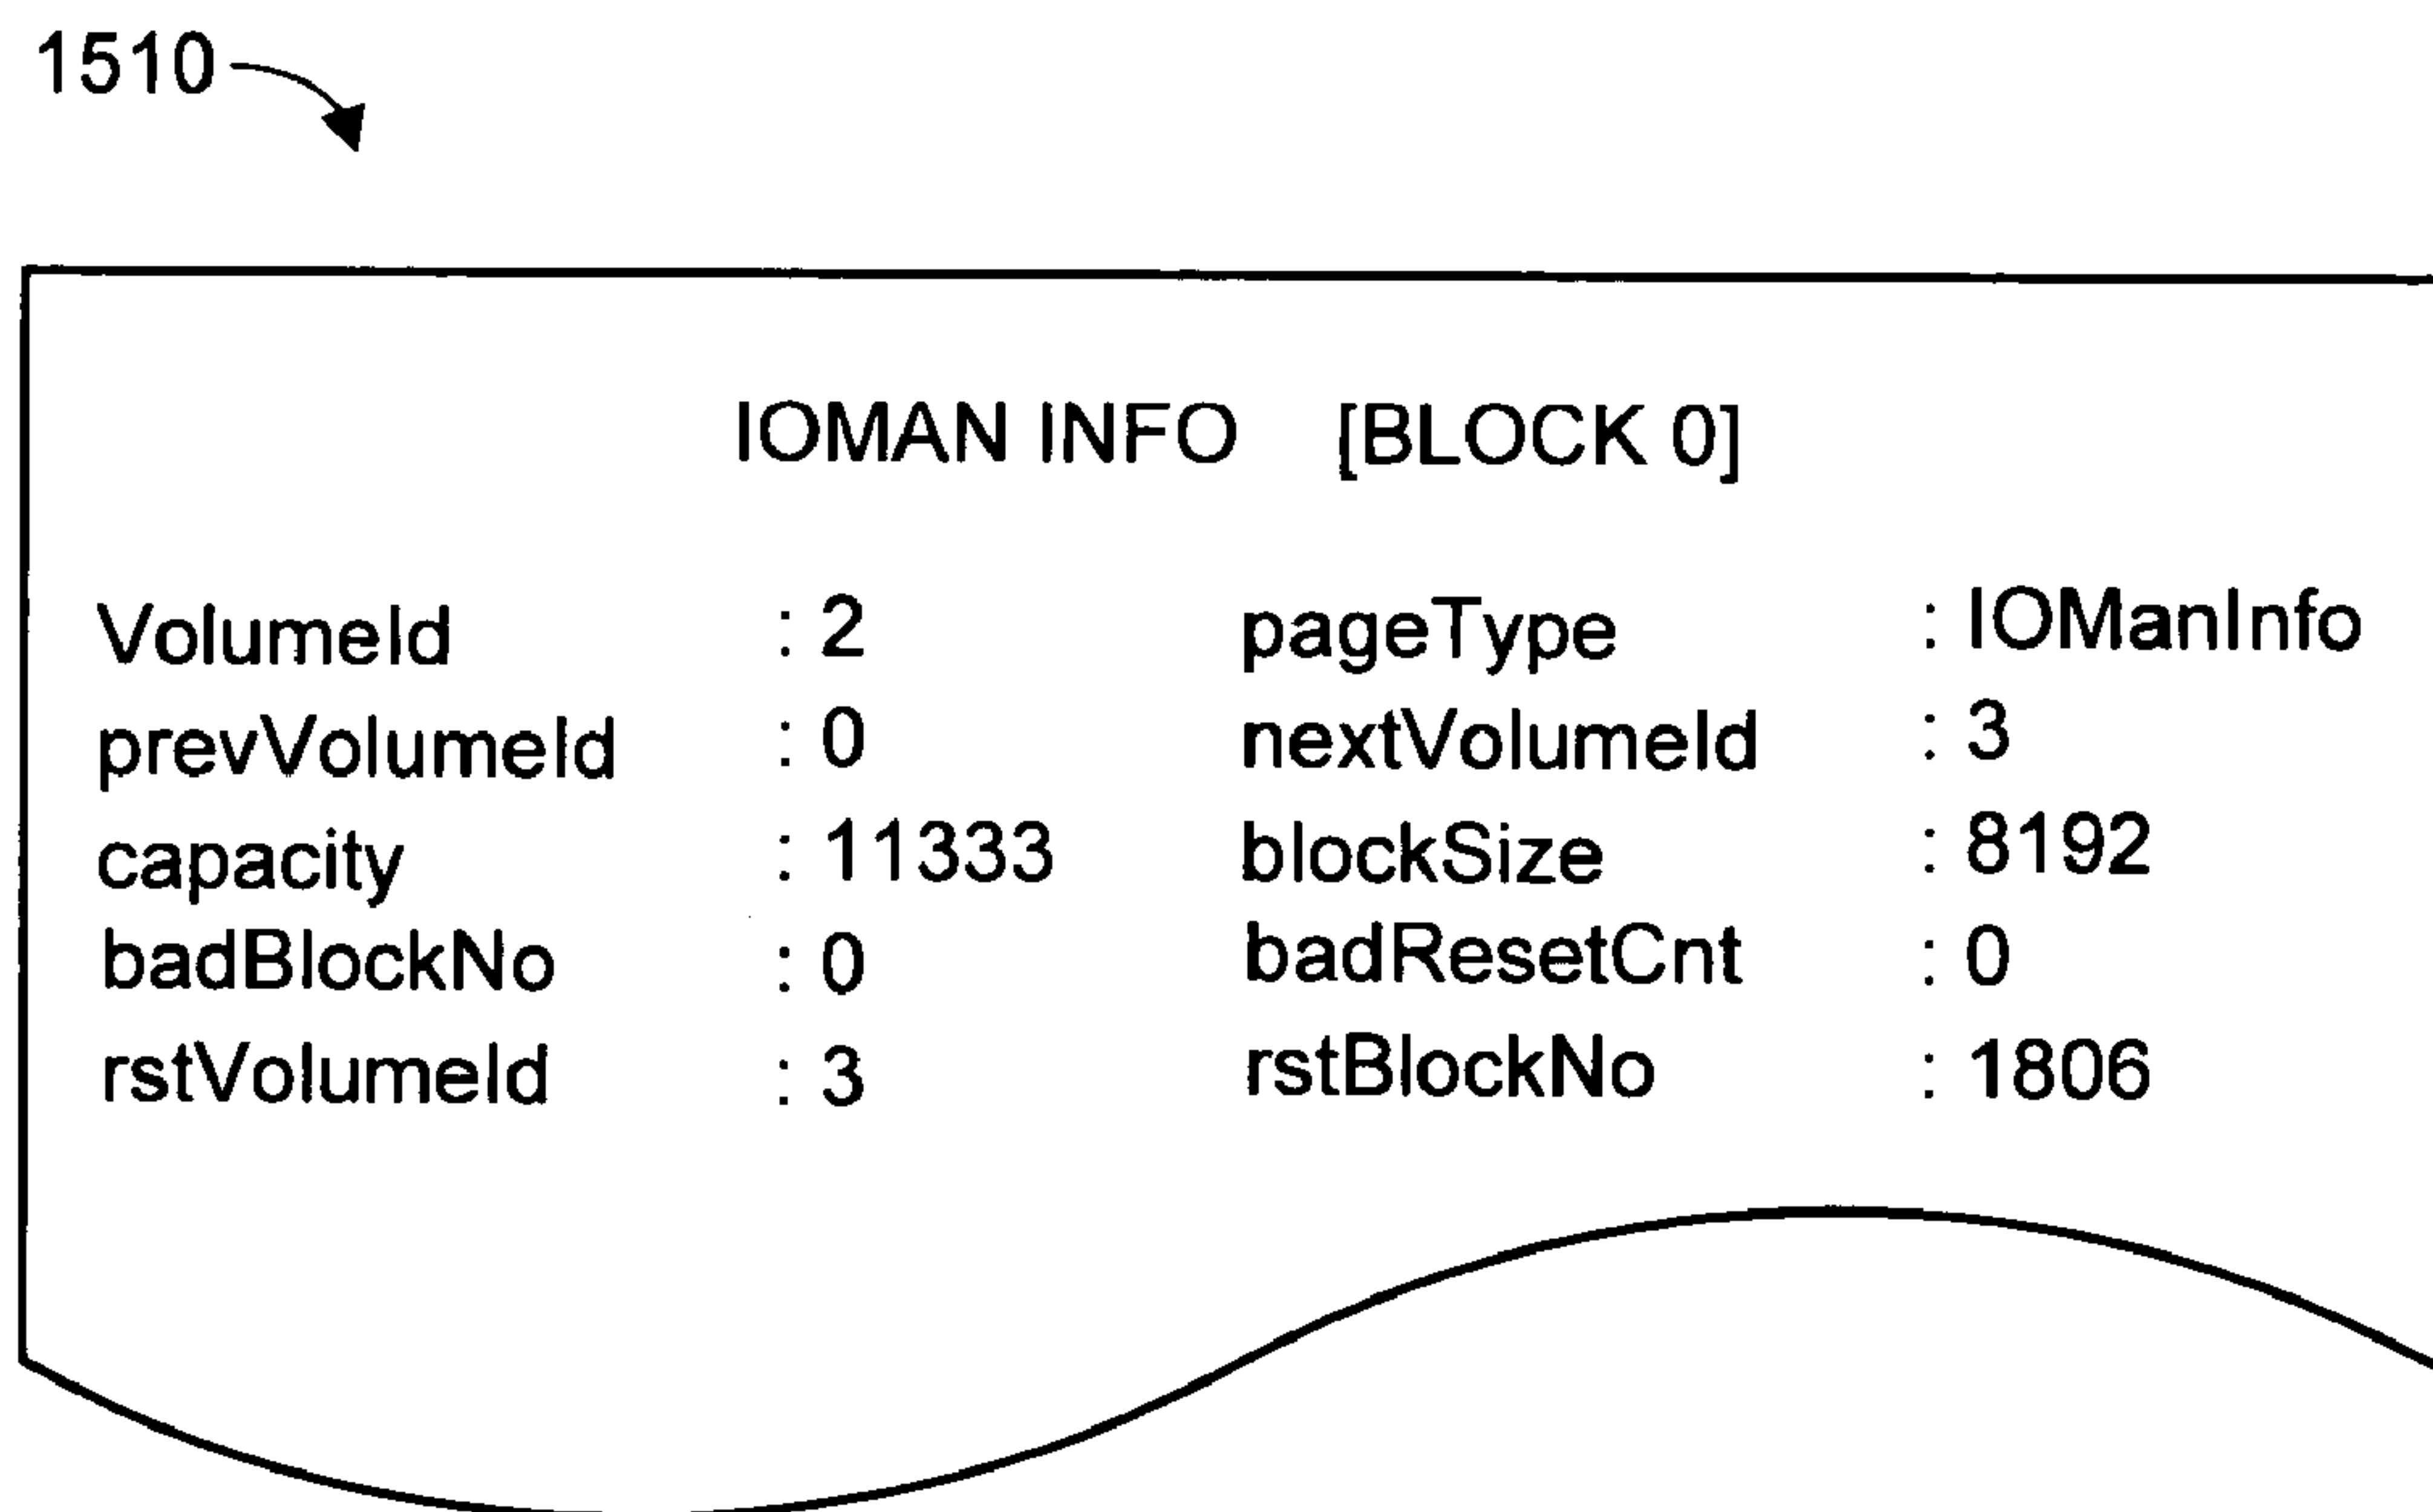 1510
IOMAN INFO [BLOCK 0]
VolumeId : 2 pageType : IOManInfo
prevVolumeId : 0 nextVolumeId : 3
capacity : 11333 blockSize : 8192
badBlockNo : 0 badResetCnt : 0
rstVolumeId : 3 rstBlockNo : 1806